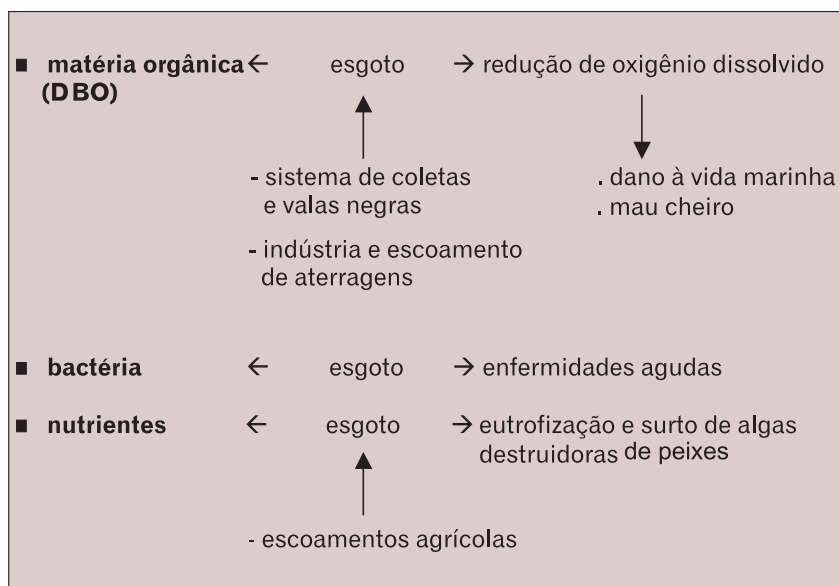 ■ matéria orgânica ← esgoto → redução de oxigênio dissolvido
(DBO)
- sistema de coletas
e valas negras
- indústria e escoamento
de aterragens
. dano à vida marinha
. mau cheiro
■ bactéria ← esgoto → enfermidades agudas
■ nutrientes ← esgoto → eutrofização e surto de algas
destruidoras de peixes
- escoamentos agrícolas